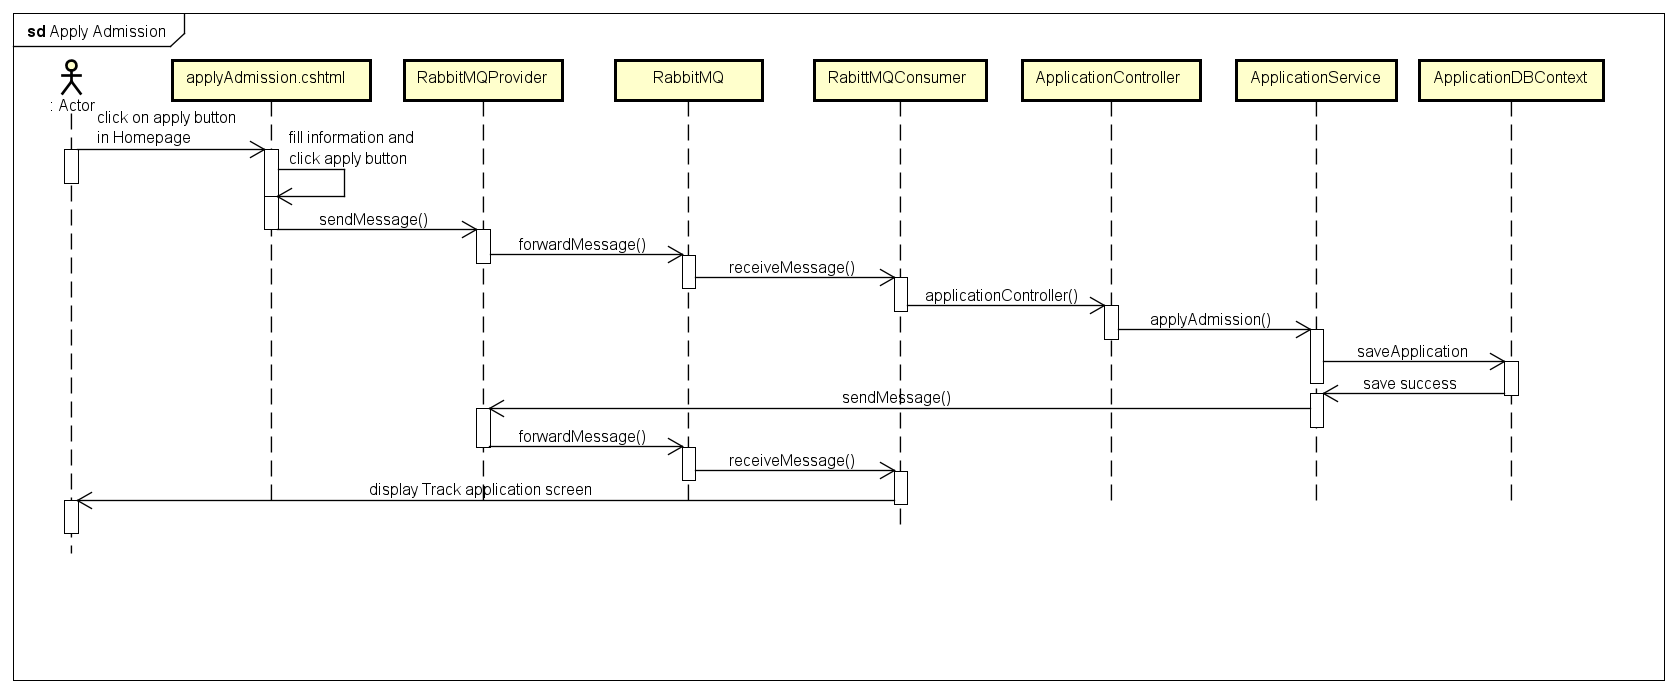 sd Apply Admission
: Actor
applyAdmission.cshtml
RabbitMQProvider
RabbitMQ
RabittMQConsumer
ApplicationController
ApplicationService
ApplicationDBContext
click on apply button
in Homepage
fill information and
click apply button
sendMessage()
forwardMessage()
receiveMessage()
applicationController()
applyAdmission()
saveApplication
save success
sendMessage()
forwardMessage()
receiveMessage()
display Track application screen